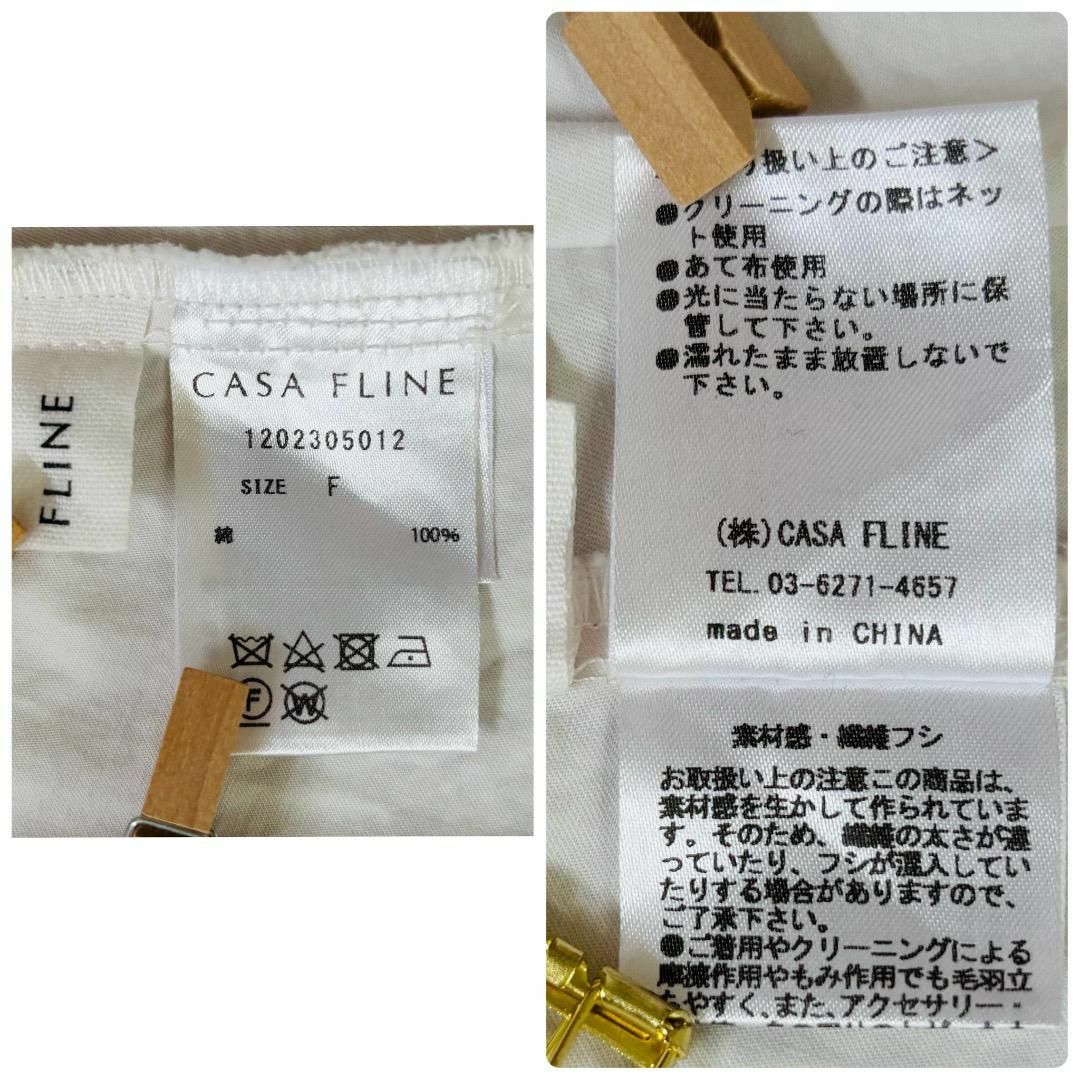 FLINE
CASA FLINE
1202305012
SIZE F
綿 100%
F W
り扱い上のご注意>
●クリーニングの際はネッ
ト使用
●あて布使用
●光に当たらない場所に保
管して下さい。
●濡れたまま放置しないで
下さい。
(株)CASA FLINE
TEL. 03-6271-4657
made in CHINA
素材感・繊維フシ
お取扱い上の注意この商品は、
素材感を生かして作られていま
す。そのため、繊維の太さが違
っていたり、フシが混入してい
たりする場合がありますので、
ご了承下さい。
●ご着用やクリーニングによる
摩擦作用やもみ作用でも毛羽立
ちやすく、また、アクセサリー・